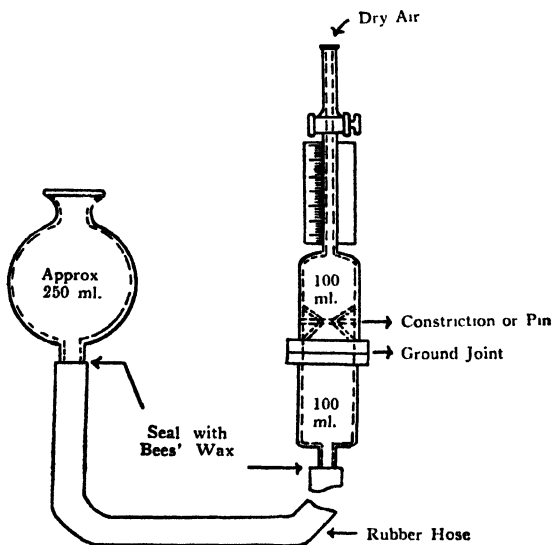 Dry Air
Approx
250 ml.
100
ml.
Constriction or Pin
Ground Joint
100
ml.
Seal with
Bees' Wax
Rubber Hose